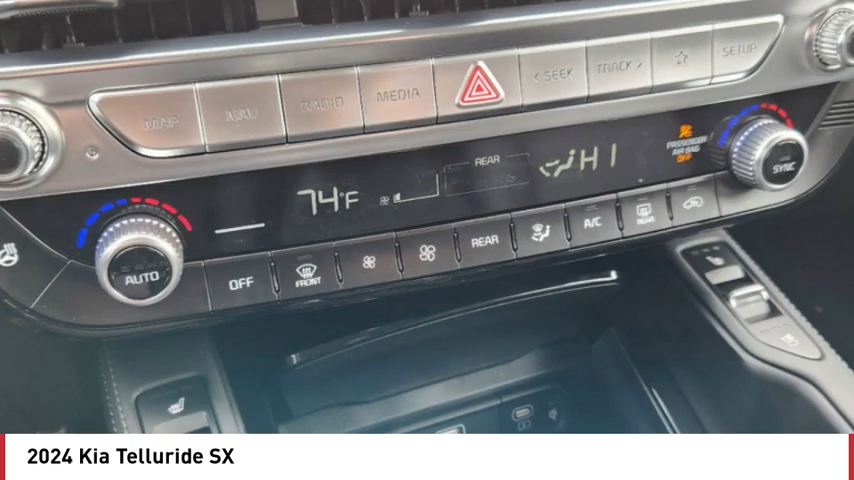 MAP NAV RADIO MEDIA < SEEK TRACK > SETUP
74°F REAR HI PASSENGER AIR BAG OFF SYNC
AUTO OFF FRONT REAR A/C REAR
2024 Kia Telluride SX